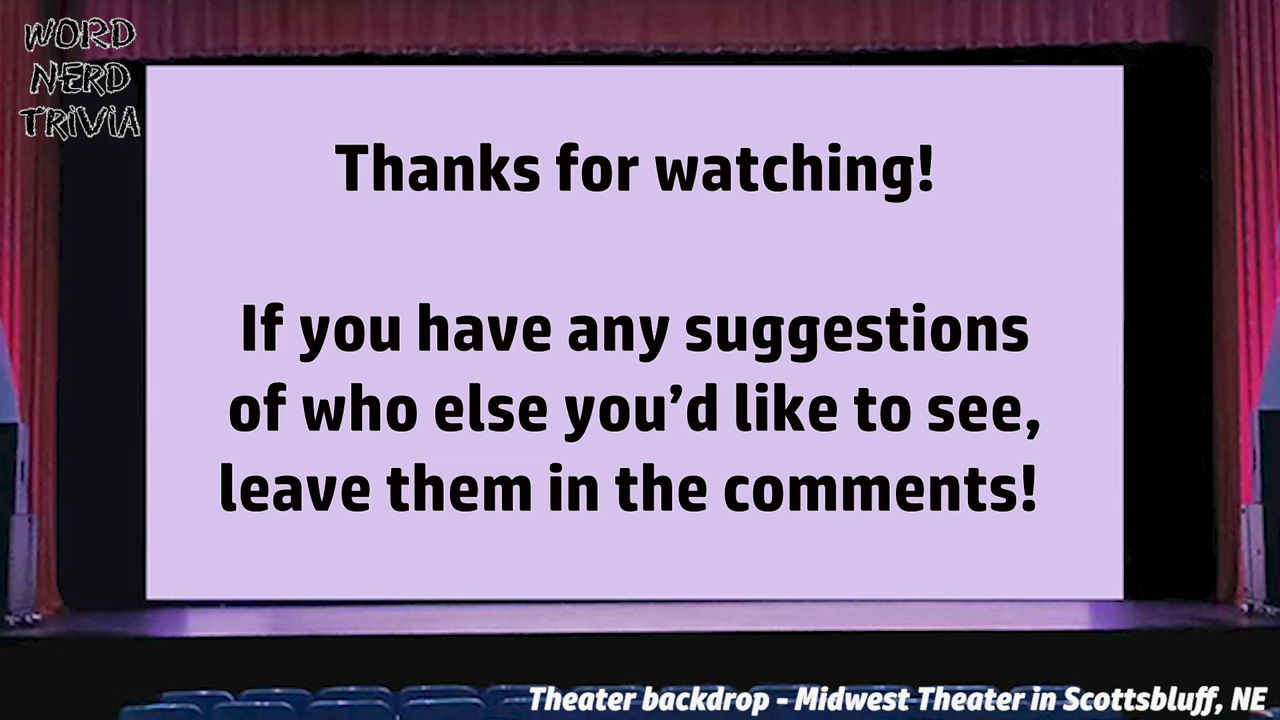 WORD
NERD
TRiViA
Thanks for watching!
If you have any suggestions
of who else you’d like to see,
leave them in the comments!
Theater backdrop - Midwest Theater in Scottsbluff, NE